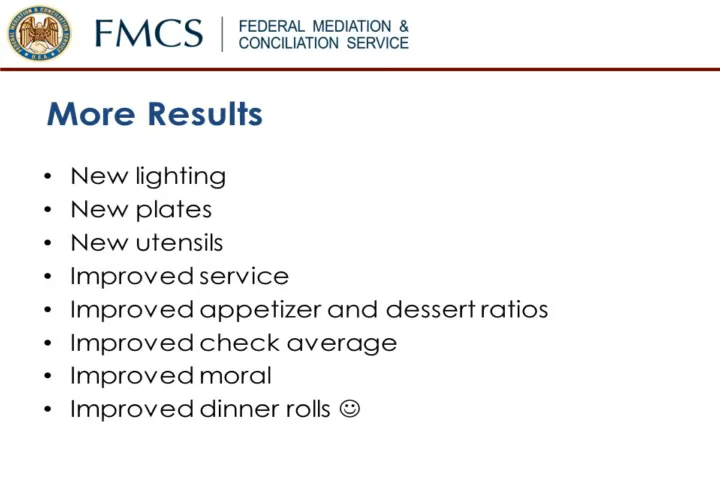 FMCS
FEDERAL MEDIATION &
CONCILIATION SERVICE
More Results
• New lighting
• New plates
• New utensils
• Improved service
• Improved appetizer and dessert ratios
• Improved check average
• Improved moral
• Improved dinner rolls ☺